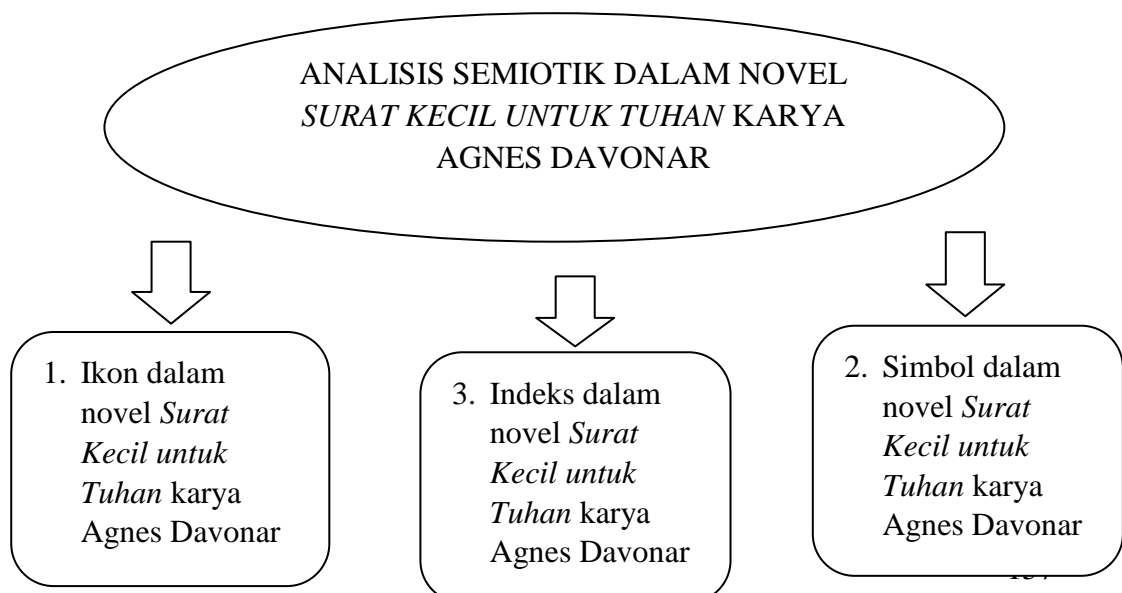 ANALISIS SEMIOTIK DALAM NOVEL
SURAT KECIL UNTUK TUHAN KARYA
AGNES DAVONAR
1. Ikon dalam
novel Surat
Kecil untuk
Tuhan karya
Agnes Davonar
3. Indeks dalam
novel Surat
Kecil untuk
Tuhan karya
Agnes Davonar
2. Simbol dalam
novel Surat
Kecil untuk
Tuhan karya
Agnes Davonar